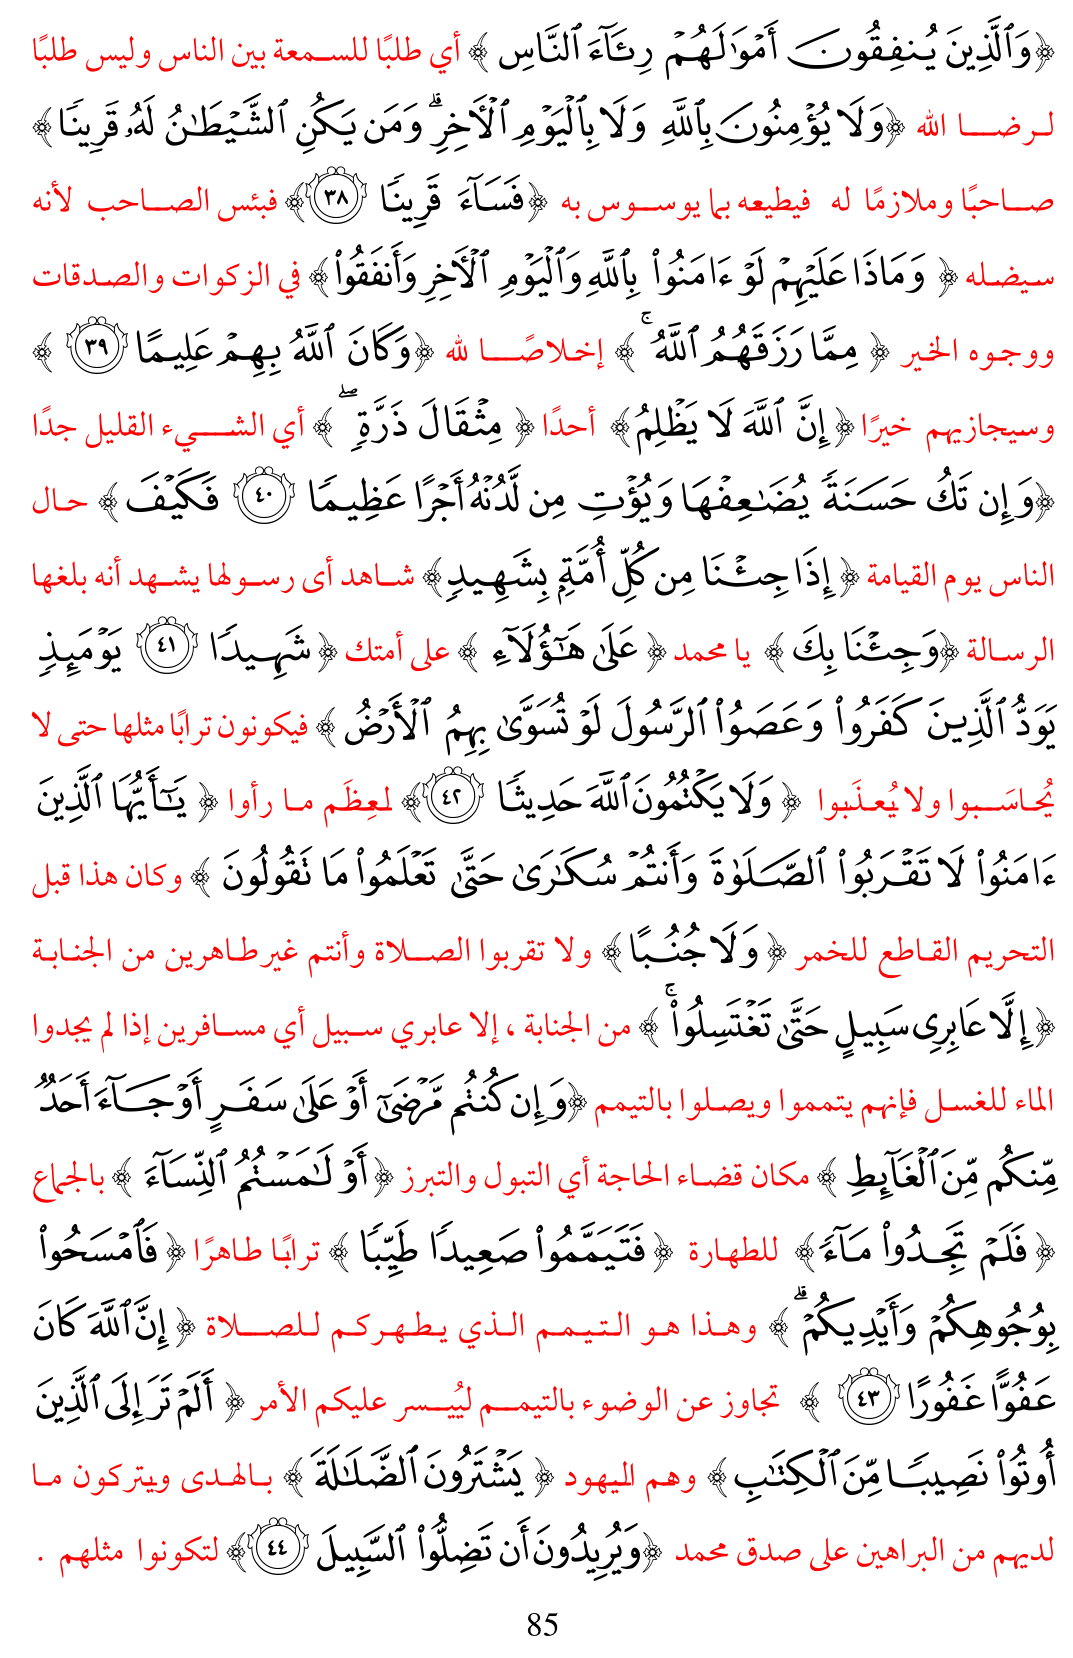 ﴿وَٱلَّذِينَ يُنفِقُونَ أَمۡوَٰلَهُمۡ رِئَآءَ ٱلنَّاسِ ﴾ أي طلبًا للسمعة بين الناس وليس طلبًا
لرضا الله ﴿وَلَا يُؤۡمِنُونَ بِٱللَّهِ وَلَا بِٱلۡيَوۡمِ ٱلۡأٓخِرِۗ وَمَن يَكُنِ ٱلشَّيۡطَٰنُ لَهُۥ قَرِينٗا﴾
صاحبًا وملازمًا له فيطيعه بما يوسوس به ﴿فَسَآءَ قَرِينٗا ٣٨﴾ فبئس الصاحب لأنه
سيضله ﴿ وَمَاذَا عَلَيۡهِمۡ لَوۡ ءَامَنُواْ بِٱللَّهِ وَٱلۡيَوۡمِ ٱلۡأٓخِرِ وَأَنفَقُواْ﴾ في الزكوات والصدقات
ووجوه الخير ﴿ مِمَّا رَزَقَهُمُ ٱللَّهُۚ ﴾ إخلاصًا لله ﴿وَكَانَ ٱللَّهُ بِهِمۡ عَلِيمًا ٣٩ ﴾
وسيجازيهم خيرًا ﴿إِنَّ ٱللَّهَ لَا يَظۡلِمُ﴾ أحدًا ﴿ مِثۡقَالَ ذَرَّةٖۖ ﴾ أي الشيء القليل جدًا
﴿وَإِن تَكُ حَسَنَةٗ يُضَٰعِفۡهَا وَيُؤۡتِ مِن لَّدُنۡهُ أَجۡرًا عَظِيمٗا ٤٠ فَكَيۡفَ ﴾ حال
الناس يوم القيامة ﴿ إِذَا جِئۡنَا مِن كُلِّ أُمَّةِۭ بِشَهِيدٖ﴾ شاهد أى رسولها يشهد أنه بلغها
الرسالة ﴿وَجِئۡنَا بِكَ ﴾ يا محمد ﴿ عَلَىٰ هَٰٓؤُلَآءِ ﴾ على أمتك ﴿ شَهِيدٗا ٤١ يَوۡمَئِذٖ
يَوَدُّ ٱلَّذِينَ كَفَرُواْ وَعَصَوُاْ ٱلرَّسُولَ لَوۡ تُسَوَّىٰ بِهِمُ ٱلۡأَرۡضُ ﴾ فيكونون ترابًا مثلها حتى لا
يُحاسَبوا ولا يُعذَبوا ﴿ وَلَا يَكۡتُمُونَ ٱللَّهَ حَدِيثٗا ٤٢﴾ لمعِظَم ما رأوا ﴿ يَٰٓأَيُّهَا ٱلَّذِينَ
ءَامَنُواْ لَا تَقۡرَبُواْ ٱلصَّلَوٰةَ وَأَنتُمۡ سُكَٰرَىٰ حَتَّىٰ تَعۡلَمُواْ مَا تَقُولُونَ ﴾ وكان هذا قبل
التحريم القاطع للخمر ﴿ وَلَا جُنُبًا ﴾ ولا تقربوا الصلاة وأنتم غير طاهرين من الجنابة
﴿ إِلَّا عَابِرِي سَبِيلٍ حَتَّىٰ تَغۡتَسِلُواْۚ ﴾ من الجنابة ، إلا عابري سبيل أي مسافرين إذا لم يجدوا
الماء للغسل فإنهم يتمموا ويصلوا بالتيمم ﴿وَإِن كُنتُم مَّرۡضَىٰٓ أَوۡ عَلَىٰ سَفَرٍ أَوۡ جَآءَ أَحَدٞ
مِّنكُم مِّنَ ٱلۡغَآئِطِ ﴾ مكان قضاء الحاجة أي التبول والتبرز ﴿ أَوۡ لَٰمَسۡتُمُ ٱلنِّسَآءَ ﴾ بالجماع
﴿ فَلَمۡ تَجِدُواْ مَآءٗ﴾ للطهارة ﴿ فَتَيَمَّمُواْ صَعِيدٗا طَيِّبٗا ﴾ ترابًا طاهرًا ﴿ فَٱمۡسَحُواْ
بِوُجُوهِكُمۡ وَأَيۡدِيكُمۡۗ ﴾ وهذا هو التيمم الذي يطهركم للصلاة ﴿ إِنَّ ٱللَّهَ كَانَ
عَفُوًّا غَفُورًا ٤٣ ﴾ تجاوز عن الوضوء بالتيمم ليُيسر عليكم الأمر ﴿ أَلَمۡ تَرَ إِلَى ٱلَّذِينَ
أُوتُواْ نَصِيبٗا مِّنَ ٱلۡكِتَٰبِ ﴾ وهم اليهود ﴿ يَشۡتَرُونَ ٱلضَّلَٰلَةَ ﴾ بالهدى ويتركون ما
لديهم من البراهين على صدق محمد ﴿وَيُرِيدُونَ أَن تَضِلُّواْ ٱلسَّبِيلَ ٤٤﴾ لتكونوا مثلهم .
85